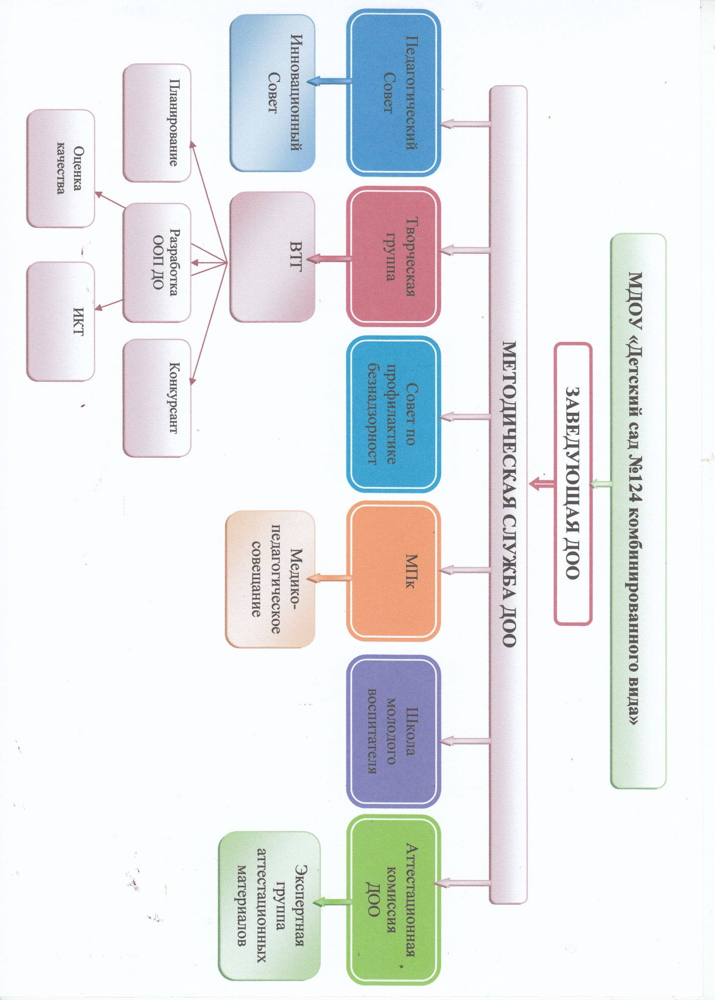 МДОУ «Детский сад №124 комбинированного вида»
ЗАВЕДУЮЩАЯ ДОО
МЕТОДИЧЕСКАЯ СЛУЖБА ДОО
Педагогический
Совет
Творческая
группа
Совет по
профилактике
безнадзорност
МПк
Школа
молодого
воспитателя
Аттестационная
комиссия
ДОО
Инновационный
Совет
ВТГ
Медико-
педагогическое
совещание
Экспертная
группа
аттестационных
материалов
Планирование
Разработка
ООП ДО
Конкурсант
Оценка
качества
ИКТ